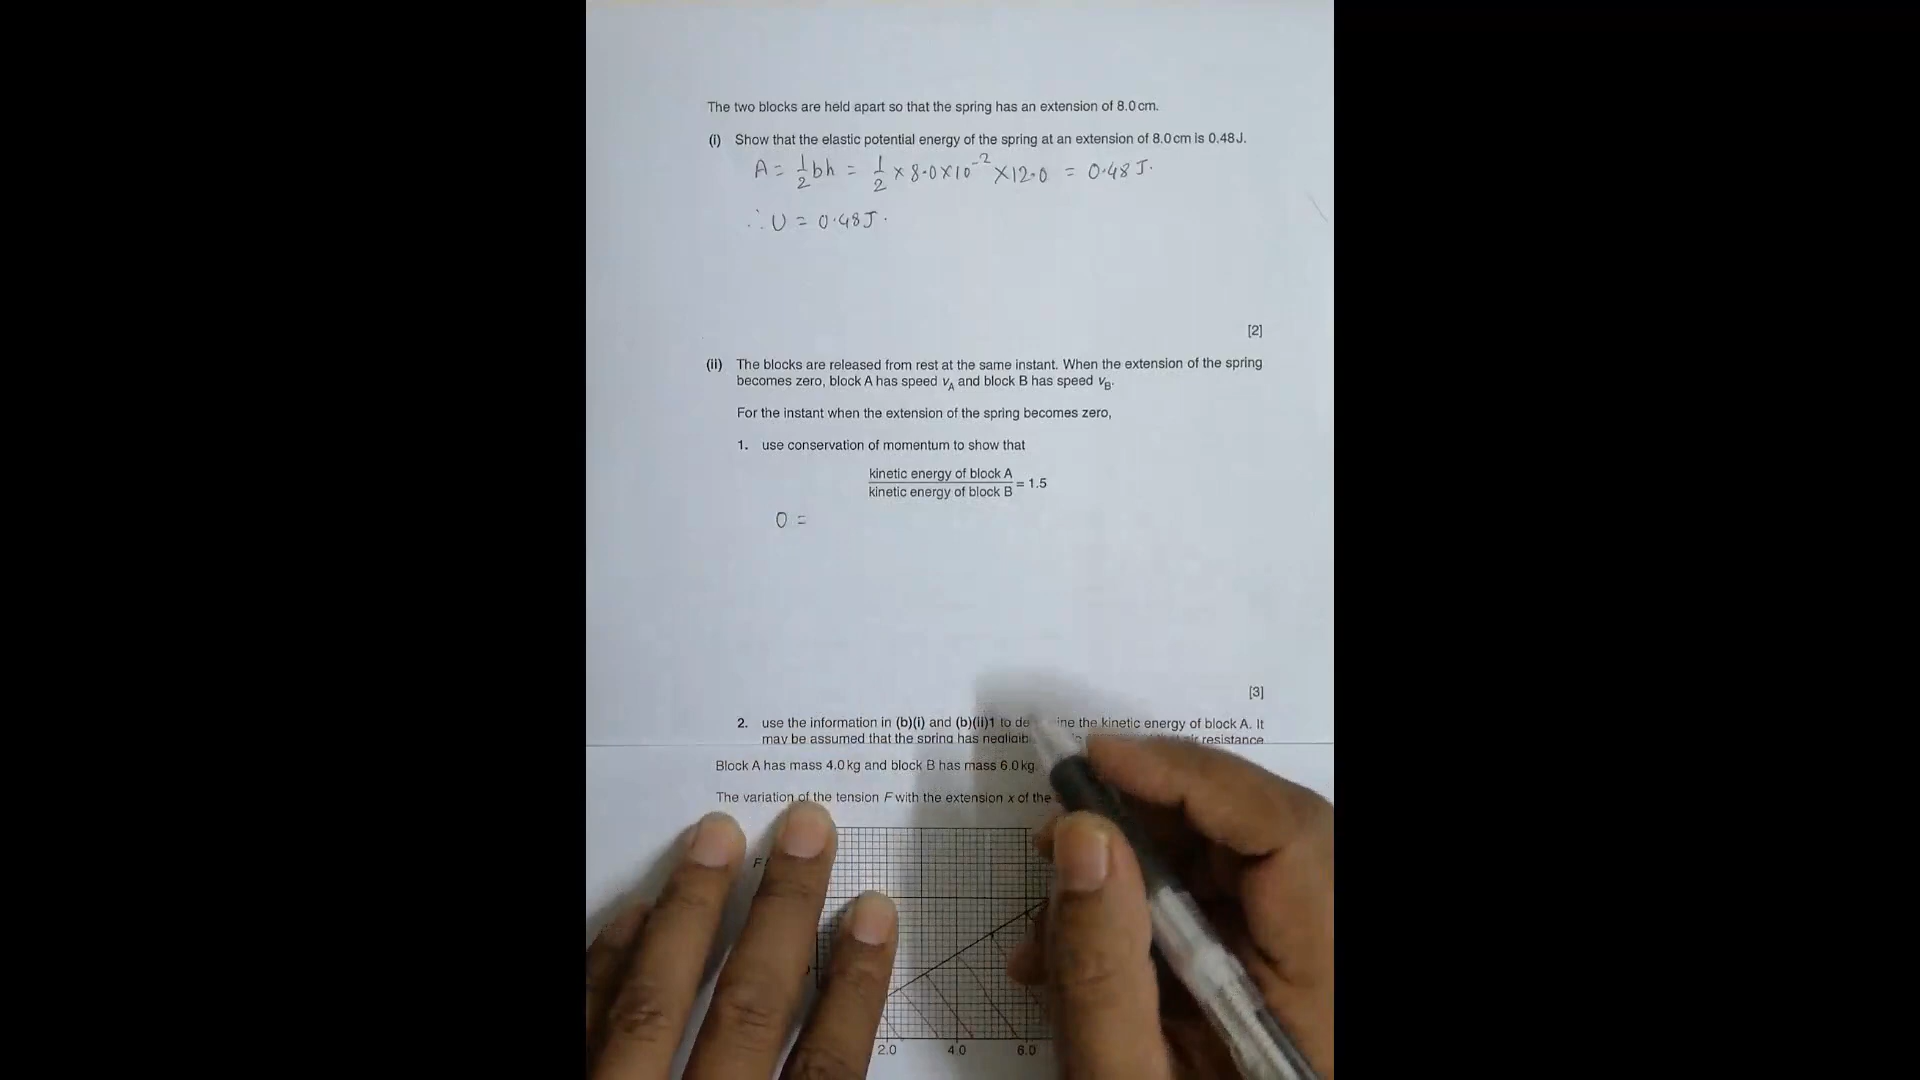 The two blocks are held apart so that the spring has an extension of 8.0 cm.
(i) Show that the elastic potential energy of the spring at an extension of 8.0 cm is 0.48 J.
A = 1/2 bh = 1/2 × 8.0 × 10^-2 × 12.0 = 0.48 J.
∴ U = 0.48 J.
[2]
(ii) The blocks are released from rest at the same instant. When the extension of the spring
becomes zero, block A has speed v_A and block B has speed v_B.
For the instant when the extension of the spring becomes zero,
1. use conservation of momentum to show that
kinetic energy of block A
kinetic energy of block B = 1.5
0 =
[3]
2. use the information in (b)(i) and (b)(ii)1 to the kinetic energy of block A. It
may be assumed that the spring has resistance
Block A has mass 4.0 kg and block B has mass 6.0 kg.
The variation of the tension F with the extension x of the
F
2.0 4.0 6.0